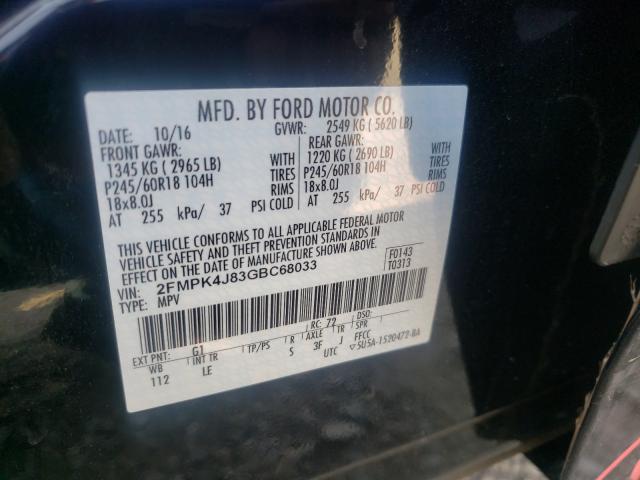 MFD. BY FORD MOTOR CO.
DATE: 10/16 GVWR: 2549 KG ( 5620 LB)
FRONT GAWR: REAR GAWR:
1345 KG ( 2965 LB) WITH 1220 KG ( 2690 LB) WITH
P245/60R18 104H TIRES P245/60R18 104H TIRES
18x8.0J RIMS 18x8.0J RIMS
AT 255 kPa/ 37 PSI COLD AT 255 kPa/ 37 PSI COLD
THIS VEHICLE CONFORMS TO ALL APPLICABLE FEDERAL MOTOR
VEHICLE SAFETY AND THEFT PREVENTION STANDARDS IN
EFFECT ON THE DATE OF MANUFACTURE SHOWN ABOVE.
VIN: 2FMPK4J83GBC68033 F0143
TYPE: MPV T0313
EXT PNT: G1 RC: 72 DSO:
WB INT TR TP/PS R AXLE TR SPR
112 LE S 3F J FFCC
UTC ▽5U5A-1520472-BA